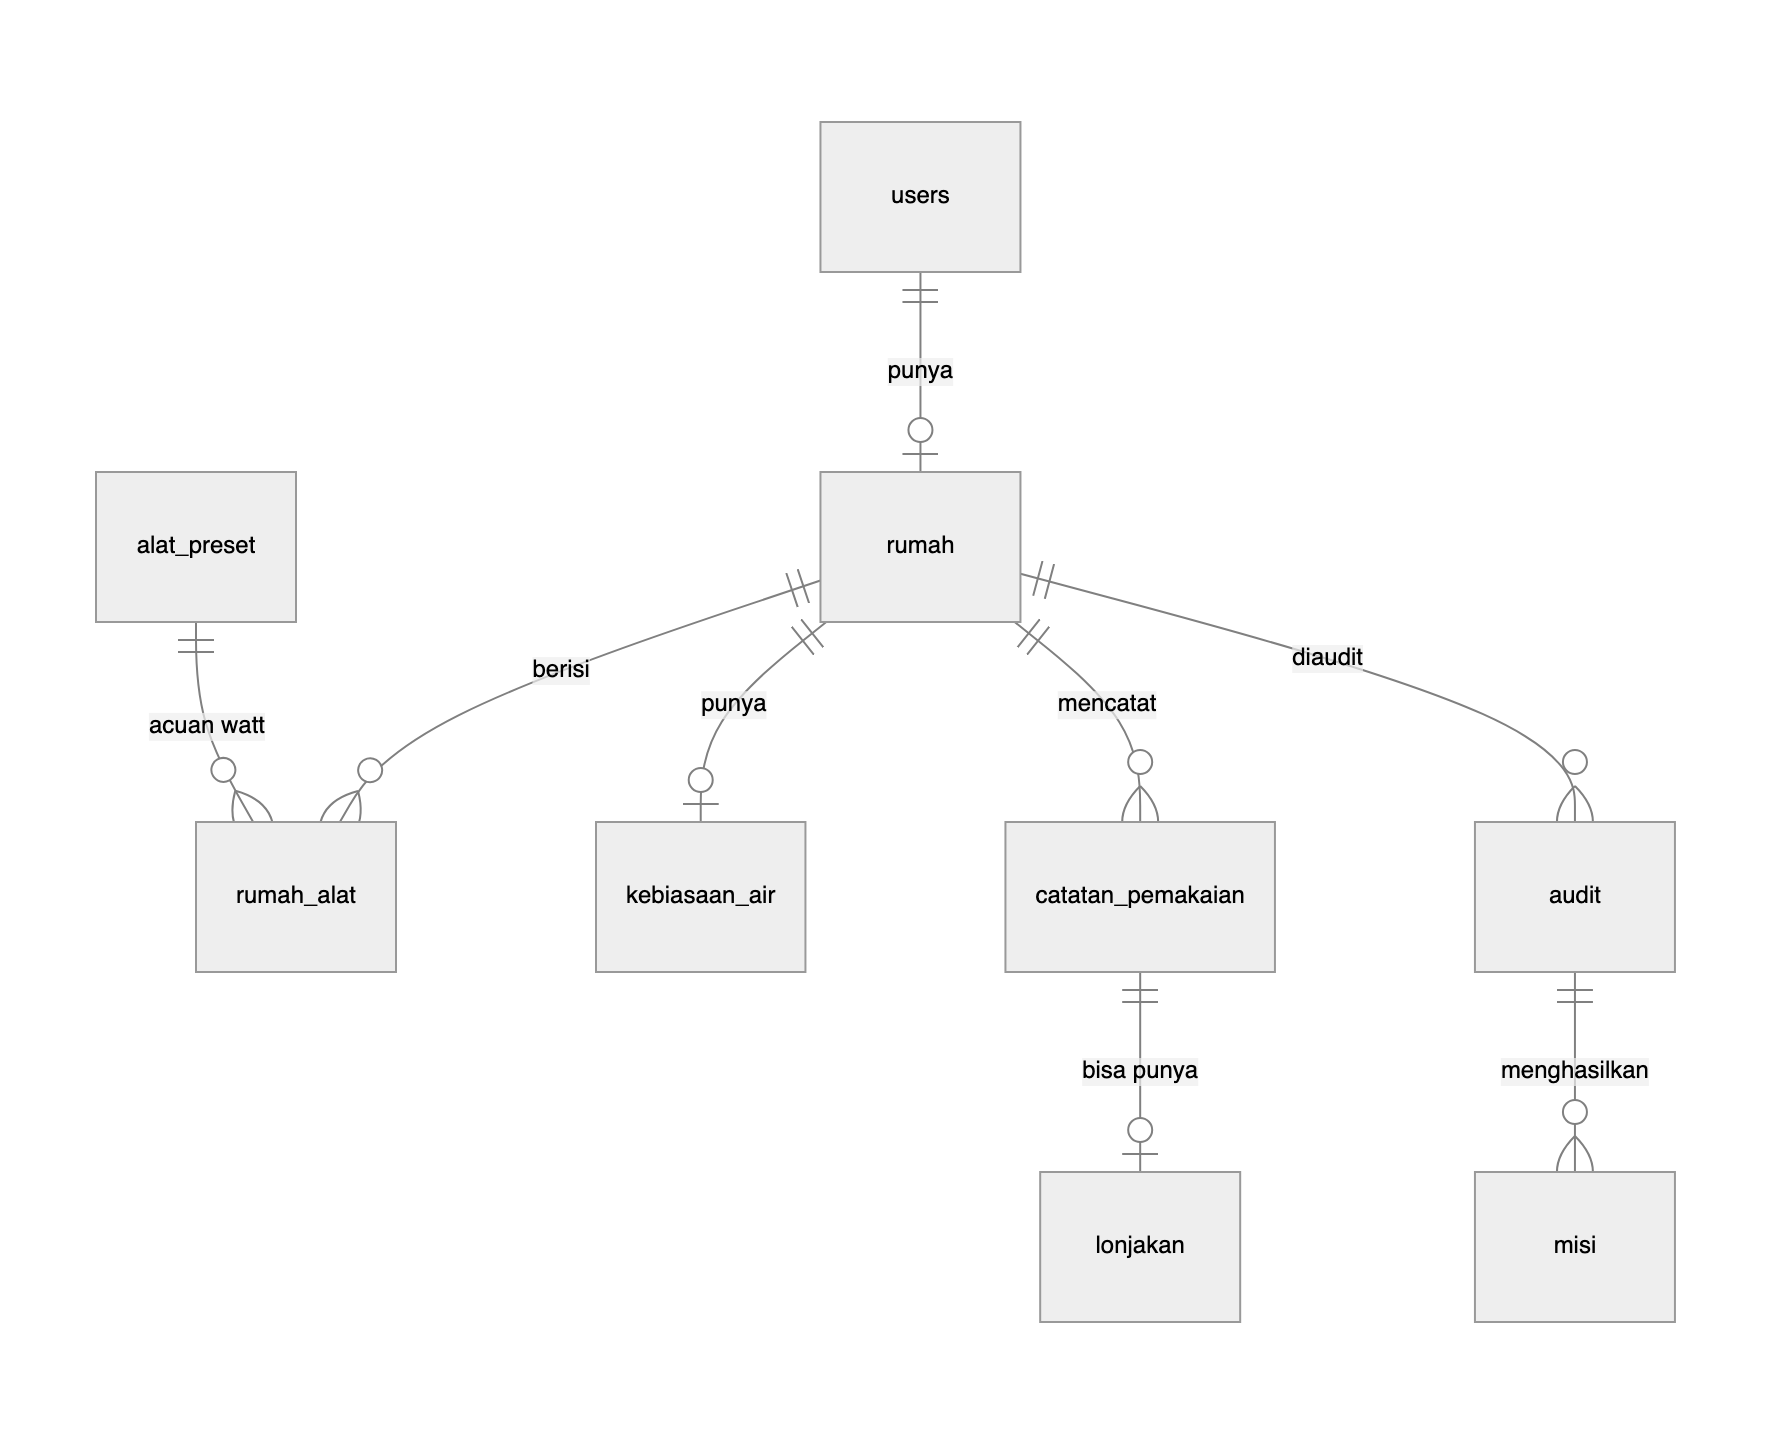 users
punya
alat_preset
rumah
berisi
diaudit
punya
mencatat
acuan watt
rumah_alat
kebiasaan_air
catatan_pemakaian
audit
bisa punya
menghasilkan
lonjakan
misi